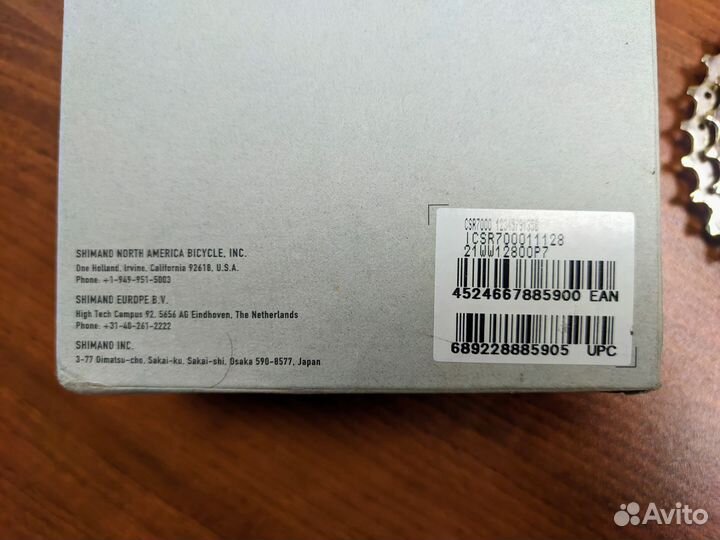 SHIMANO NORTH AMERICA BICYCLE, INC.
One Holland, Irvine, California 92618, U.S.A.
Phone: +1-949-951-5003
SHIMANO EUROPE B.V.
High Tech Campus 92, 5656 AG Eindhoven, The Netherlands
Phone: +31-40-261-2222
SHIMANO INC.
3-77 Oimatsu-cho, Sakai-ku, Sakai-shi, Osaka 590-8577, Japan
CSR7000
ICSR700011128
21WW12800P7
4524667885900 EAN
689228885905 UPC
Avito